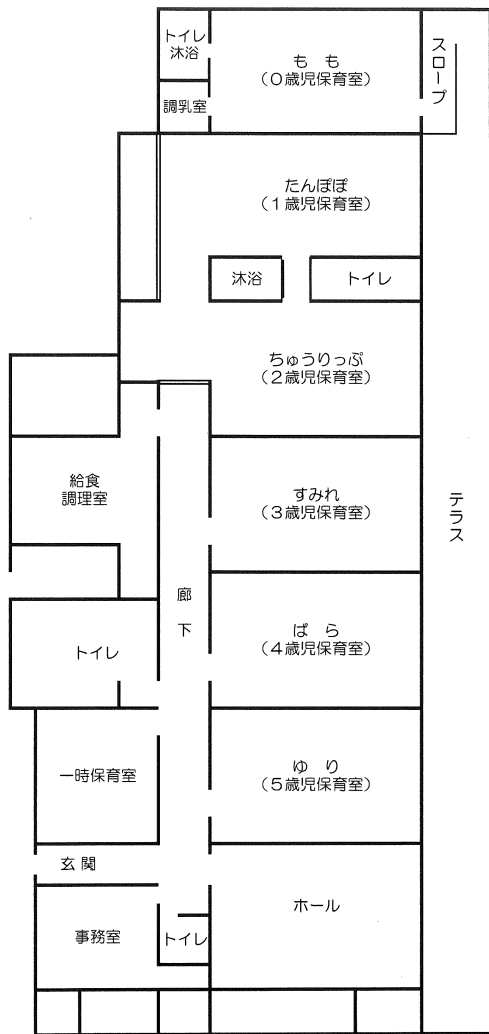 トイレ
沐浴
も も
(0歳児保育室)
スロープ
調乳室
たんぽぽ
(1歳児保育室)
沐浴
トイレ
ちゅうりっぷ
(2歳児保育室)
給食
調理室
すみれ
(3歳児保育室)
テラス
廊下
ば ら
(4歳児保育室)
トイレ
ゆ り
(5歳児保育室)
一時保育室
玄 関
ホール
事務室
トイレ